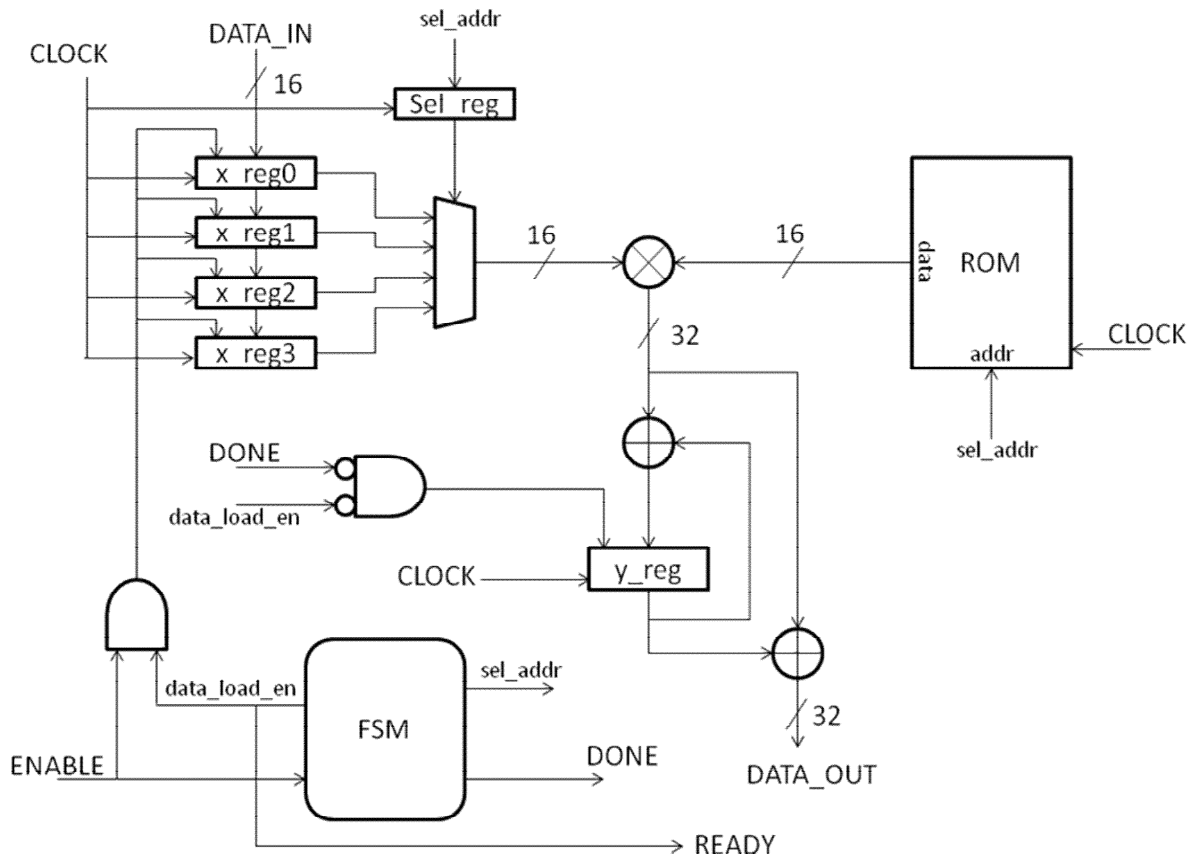 sel_addr
DATA_IN
CLOCK
16
Sel_reg
x_reg0
x_reg1
x_reg2
x_reg3
16
16
data
ROM
32
CLOCK
addr
sel_addr
DONE
data_load_en
CLOCK
y_reg
sel_addr
data_load_en
32
FSM
DONE
ENABLE
DATA_OUT
READY